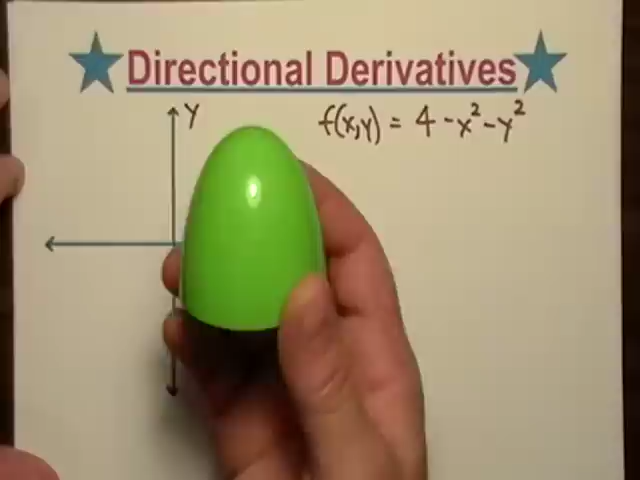 Directional Derivatives
Y
f(x,y) = 4 - x² - y²